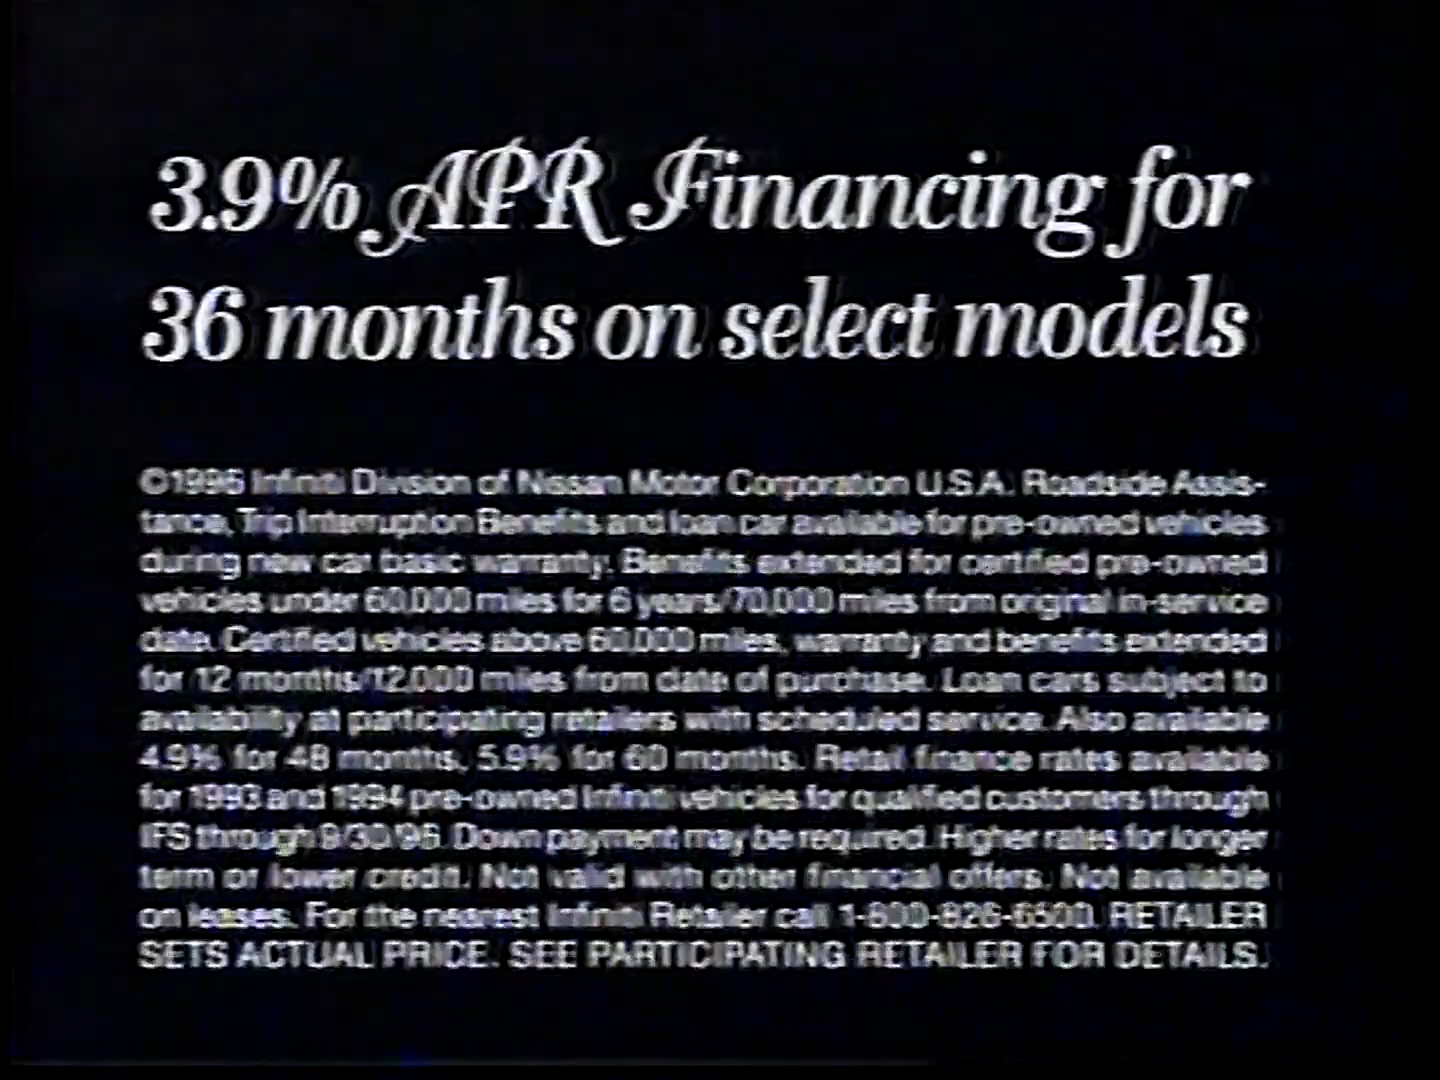 3.9% APR Financing for
36 months on select models
©1996 Infiniti Division of Nissan Motor Corporation U.S.A. Roadside Assis-
tance, Trip Interruption Benefits and loan car available for pre-owned vehicles
during new car basic warranty. Benefits extended for certified pre-owned
vehicles under 60,000 miles for 6 years/70,000 miles from original in-service
date. Certified vehicles above 60,000 miles, warranty and benefits extended
for 12 months/12,000 miles from date of purchase. Loan cars subject to
availability at participating retailers with scheduled service. Also available
4.9% for 48 months, 5.9% for 60 months. Retail finance rates available
for 1993 and 1994 pre-owned Infiniti vehicles for qualified customers through
IFS through 9/30/96. Down payment may be required. Higher rates for longer
term or lower credit. Not valid with other financial offers. Not available
on leases. For the nearest Infiniti Retailer call 1-800-826-6500. RETAILER
SETS ACTUAL PRICE. SEE PARTICIPATING RETAILER FOR DETAILS.